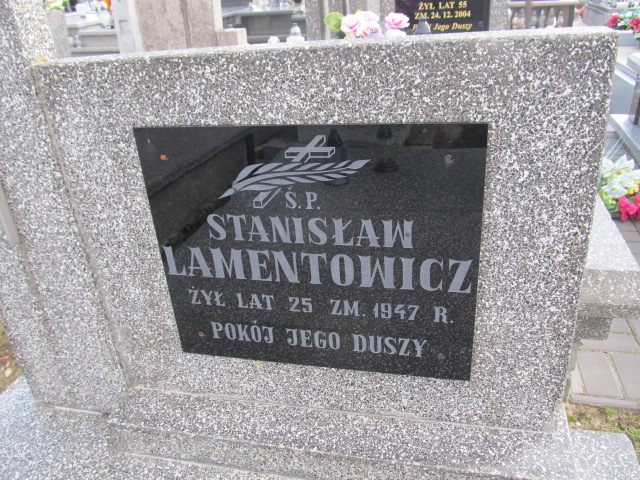 ŻYŁ LAT 55
ZM. 24.12.2004
Jego Duszy
Ś.P.
STANISŁAW
LAMENTOWICZ
ŻYŁ LAT 25 ZM. 1947 R.
POKÓJ JEGO DUSZY